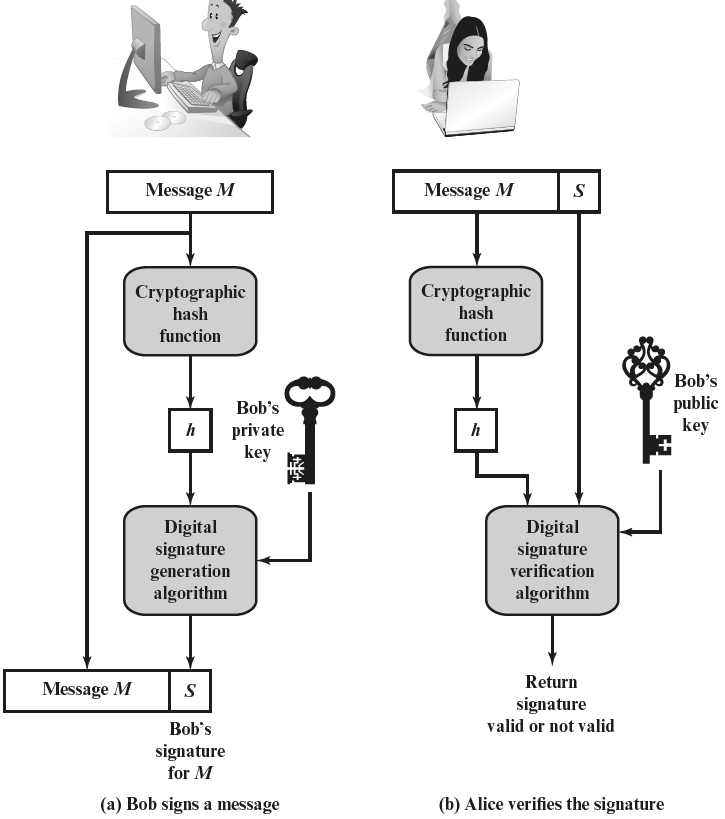 Message M
Cryptographic
hash
function
h
Bob's
private
key
Digital
signature
generation
algorithm
Message M
S
Bob's
signature
for M
(a) Bob signs a message
Message M
S
Cryptographic
hash
function
h
Bob's
public
key
Digital
signature
verification
algorithm
Return
signature
valid or not valid
(b) Alice verifies the signature